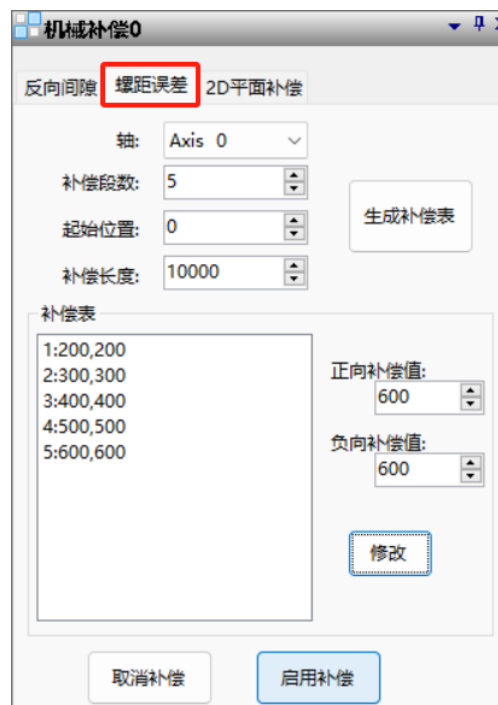 机械补偿0
反向间隙 螺距误差 2D平面补偿
轴: Axis 0
补偿段数: 5
起始位置: 0
生成补偿表
补偿长度: 10000
补偿表
1:200,200
2:300,300
3:400,400
4:500,500
5:600,600
正向补偿值:
600
负向补偿值:
600
修改
取消补偿 启用补偿